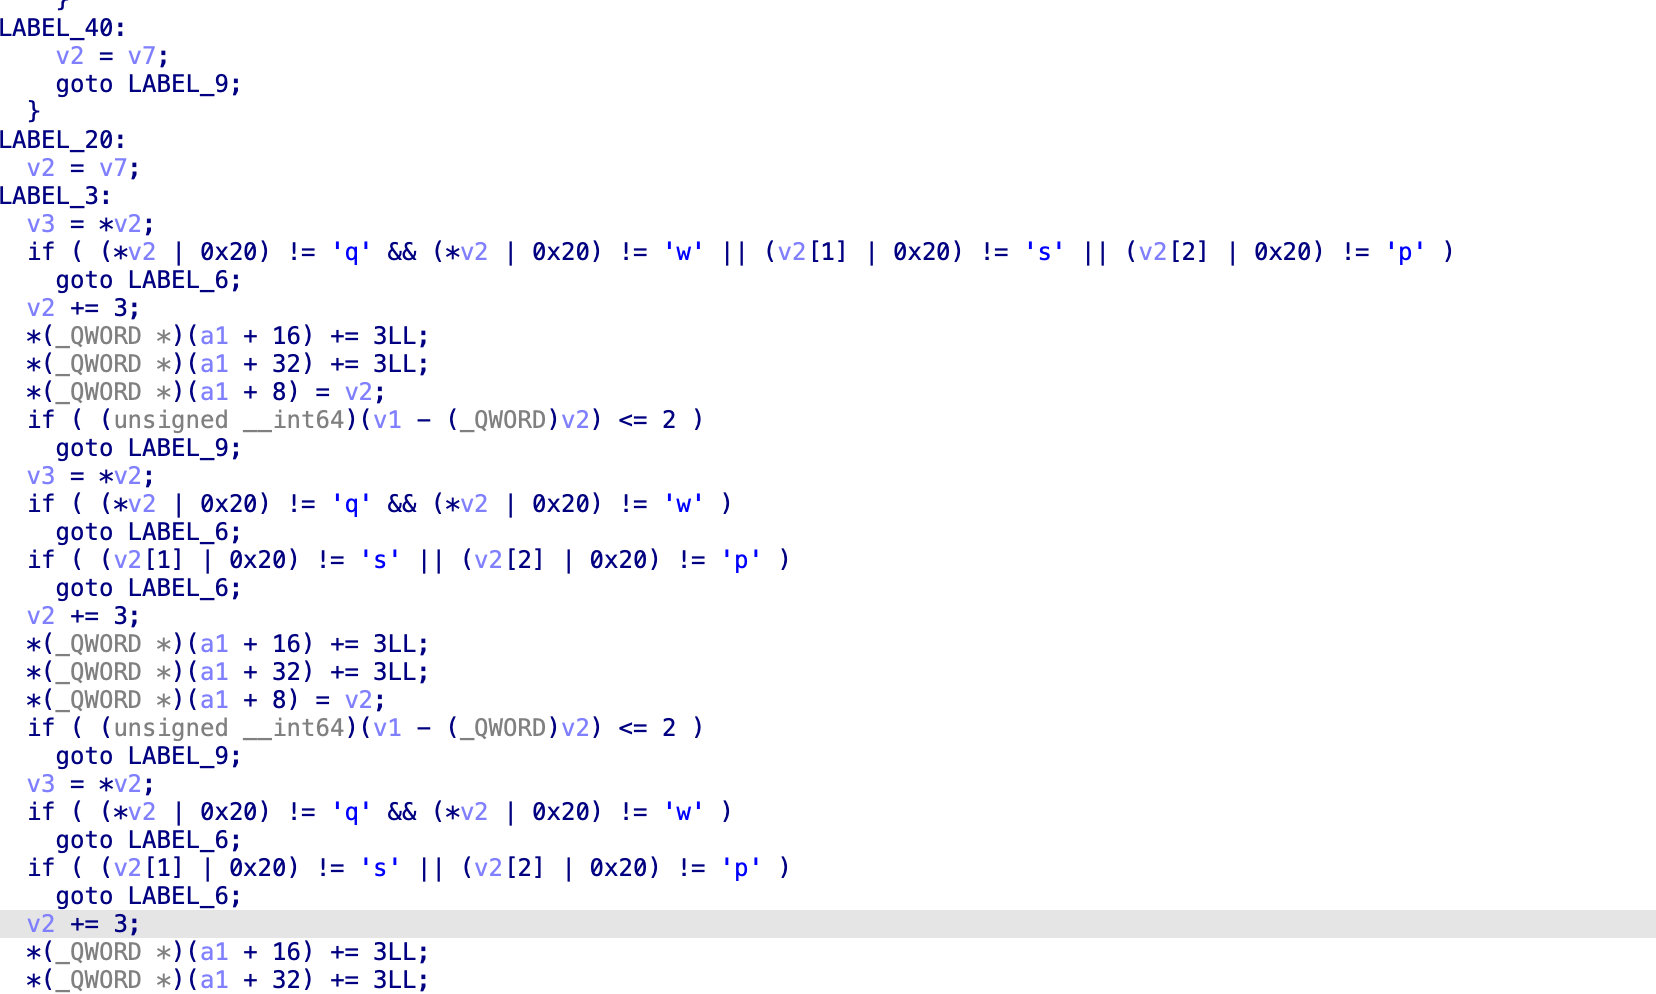 }
LABEL_40:
    v2 = v7;
    goto LABEL_9;
  }
LABEL_20:
  v2 = v7;
LABEL_3:
  v3 = *v2;
  if ( (*v2 | 0x20) != 'q' && (*v2 | 0x20) != 'w' || (v2[1] | 0x20) != 's' || (v2[2] | 0x20) != 'p' )
    goto LABEL_6;
  v2 += 3;
  *(_QWORD *)(a1 + 16) += 3LL;
  *(_QWORD *)(a1 + 32) += 3LL;
  *(_QWORD *)(a1 + 8) = v2;
  if ( (unsigned __int64)(v1 - (_QWORD)v2) <= 2 )
    goto LABEL_9;
  v3 = *v2;
  if ( (*v2 | 0x20) != 'q' && (*v2 | 0x20) != 'w' )
    goto LABEL_6;
  if ( (v2[1] | 0x20) != 's' || (v2[2] | 0x20) != 'p' )
    goto LABEL_6;
  v2 += 3;
  *(_QWORD *)(a1 + 16) += 3LL;
  *(_QWORD *)(a1 + 32) += 3LL;
  *(_QWORD *)(a1 + 8) = v2;
  if ( (unsigned __int64)(v1 - (_QWORD)v2) <= 2 )
    goto LABEL_9;
  v3 = *v2;
  if ( (*v2 | 0x20) != 'q' && (*v2 | 0x20) != 'w' )
    goto LABEL_6;
  if ( (v2[1] | 0x20) != 's' || (v2[2] | 0x20) != 'p' )
    goto LABEL_6;
  v2 += 3;
  *(_QWORD *)(a1 + 16) += 3LL;
  *(_QWORD *)(a1 + 32) += 3LL;